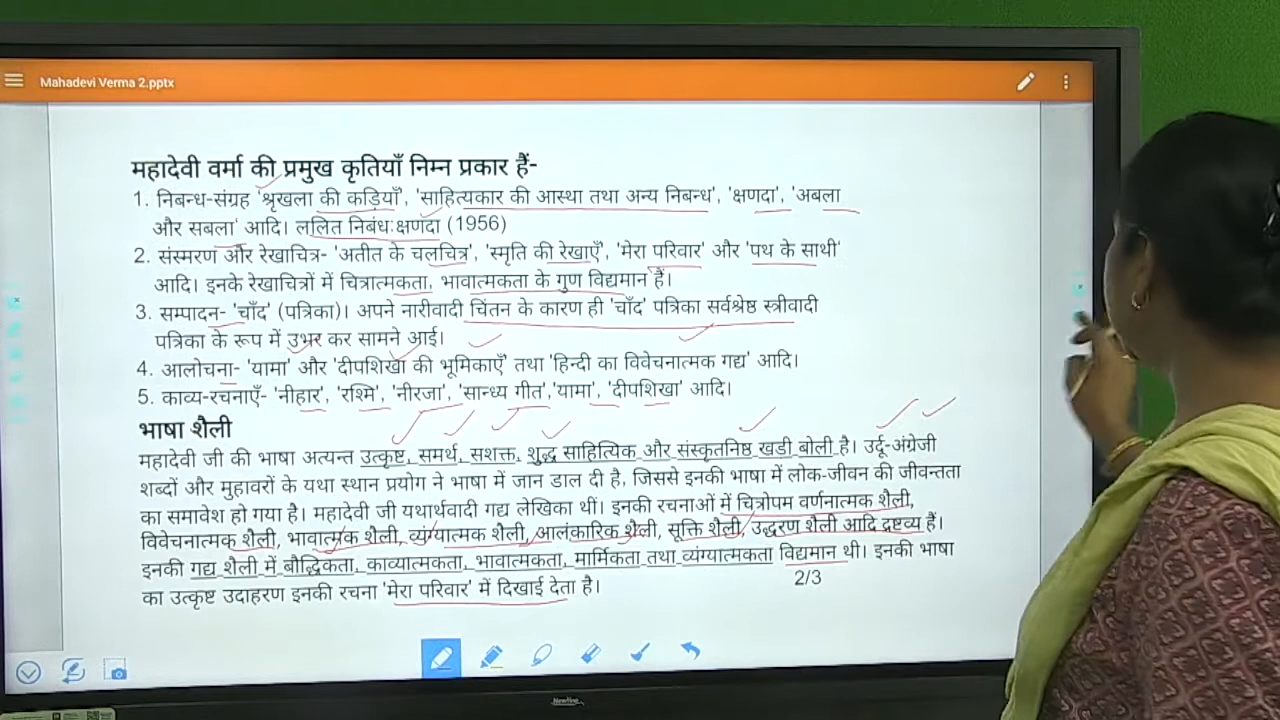 Mahadevi Verma 2.pptx
महादेवी वर्मा की प्रमुख कृतियाँ निम्न प्रकार हैं-
1. निबन्ध-संग्रह 'श्रृखला की कड़ियाँ', 'साहित्यकार की आस्था तथा अन्य निबन्ध', 'क्षणदा', 'अबला
और सबला' आदि। ललित निबंध:क्षणदा (1956)
2. संस्मरण और रेखाचित्र- 'अतीत के चलचित्र', 'स्मृति की रेखाएँ', 'मेरा परिवार' और 'पथ के साथी'
आदि। इनके रेखाचित्रों में चित्रात्मकता, भावात्मकता के गुण विद्यमान हैं।
3. सम्पादन- 'चाँद' (पत्रिका)। अपने नारीवादी चिंतन के कारण ही 'चाँद' पत्रिका सर्वश्रेष्ठ स्त्रीवादी
पत्रिका के रूप में उभर कर सामने आई।
4. आलोचना- 'यामा' और 'दीपशिखा की भूमिकाएँ' तथा 'हिन्दी का विवेचनात्मक गद्य' आदि।
5. काव्य-रचनाएँ- 'नीहार', 'रश्मि', 'नीरजा', 'सान्ध्य गीत','यामा', 'दीपशिखा' आदि।
भाषा शैली
महादेवी जी की भाषा अत्यन्त उत्कृष्ट, समर्थ, सशक्त, शुद्ध साहित्यिक और संस्कृतनिष्ठ खडी बोली है। उर्दू-अंग्रेजी
शब्दों और मुहावरों के यथा स्थान प्रयोग ने भाषा में जान डाल दी है, जिससे इनकी भाषा में लोक-जीवन की जीवन्तता
का समावेश हो गया है। महादेवी जी यथार्थवादी गद्य लेखिका थीं। इनकी रचनाओं में चित्रोपम वर्णनात्मक शैली,
विवेचनात्मक शैली, भावात्मक शैली, व्यंग्यात्मक शैली, आलंकारिक शैली, सूक्ति शैली, उद्धरण शैली आदि द्रष्टव्य हैं।
इनकी गद्य शैली में बौद्धिकता, काव्यात्मकता, भावात्मकता, मार्मिकता तथा व्यंग्यात्मकता विद्यमान थी। इनकी भाषा
का उत्कृष्ट उदाहरण इनकी रचना 'मेरा परिवार' में दिखाई देता है।
2/3
Newline